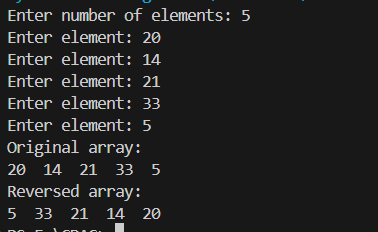 Enter number of elements: 5
Enter element: 20
Enter element: 14
Enter element: 21
Enter element: 33
Enter element: 5
Original array:
20  14  21  33  5
Reversed array:
5  33  21  14  20